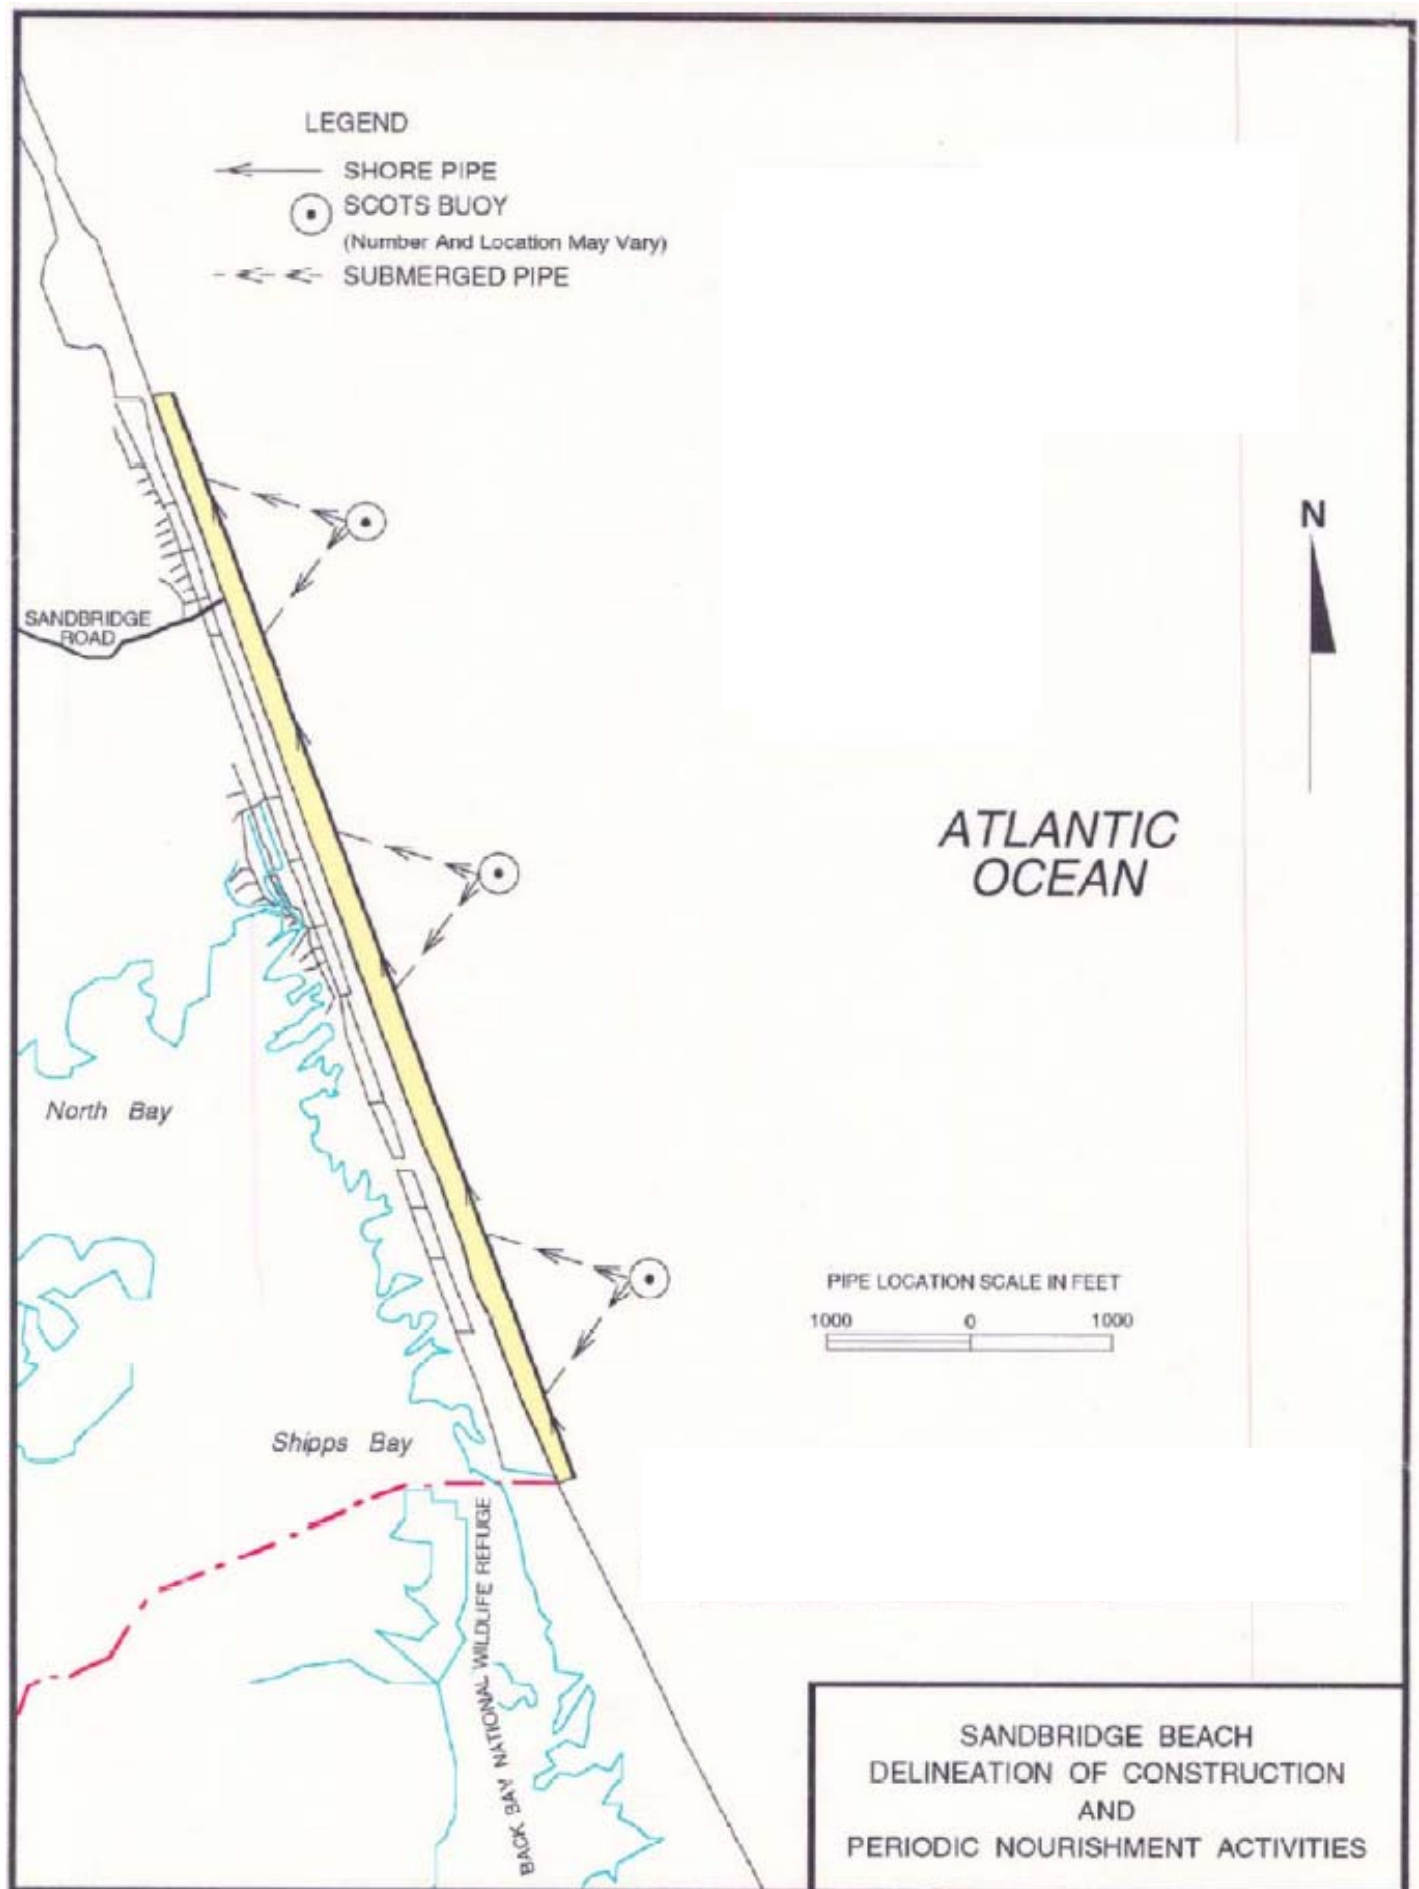 LEGEND
SHORE PIPE
SCOTS BUOY
(Number And Location May Vary)
SUBMERGED PIPE
N
SANDBRIDGE
ROAD
ATLANTIC
OCEAN
North Bay
PIPE LOCATION SCALE IN FEET
1000 0 1000
Shipps Bay
BACK BAY NATIONAL WILDLIFE REFUGE
SANDBRIDGE BEACH
DELINEATION OF CONSTRUCTION
AND
PERIODIC NOURISHMENT ACTIVITIES